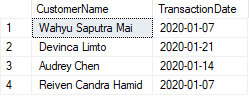 CustomerName TransactionDate
1 Wahyu Saputra Mai 2020-01-07
2 Devinca Limto 2020-01-21
3 Audrey Chen 2020-01-14
4 Reiven Candra Hamid 2020-01-07